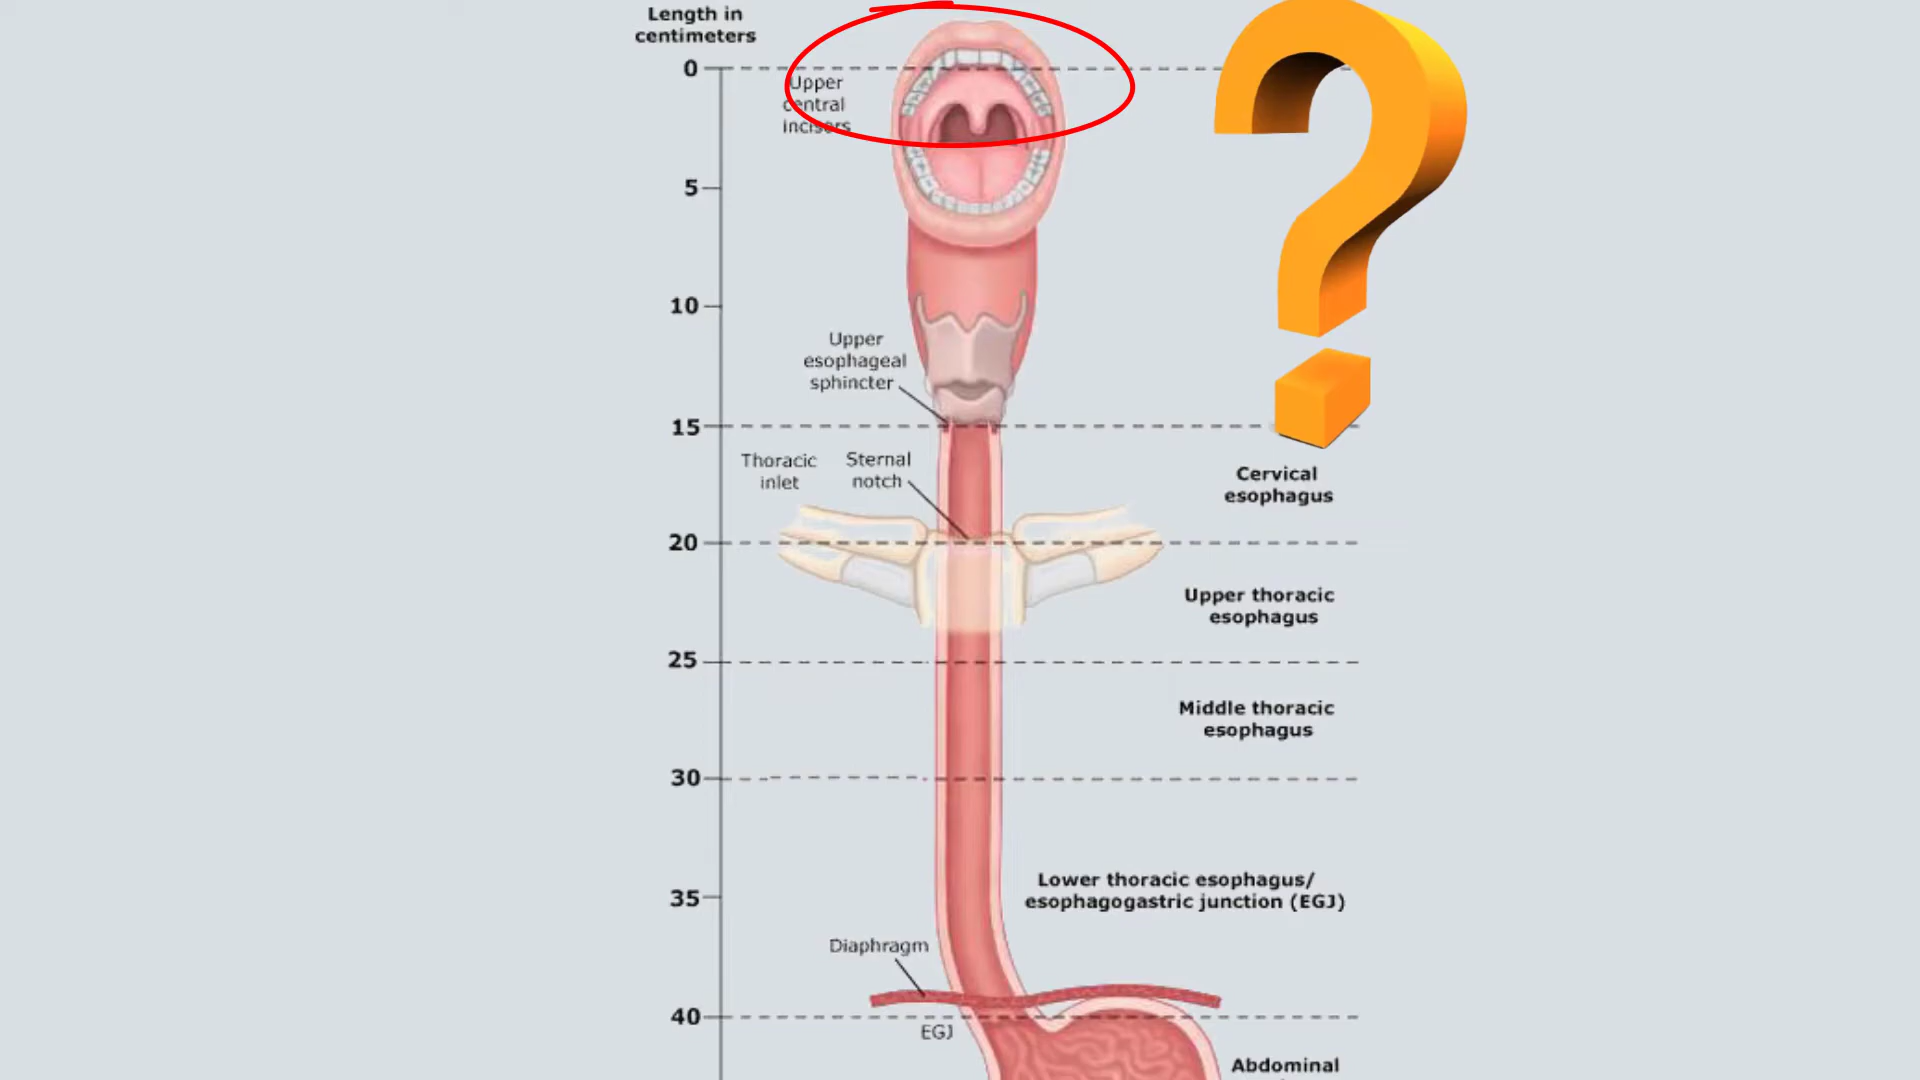 Length in
centimeters
0
Upper
central
incisors
5
10
Upper
esophageal
sphincter
15
Thoracic
inlet
Sternal
notch
Cervical
esophagus
20
Upper thoracic
esophagus
25
Middle thoracic
esophagus
30
Lower thoracic esophagus/
esophagogastric junction (EGJ)
35
Diaphragm
40
EGJ
Abdominal
?